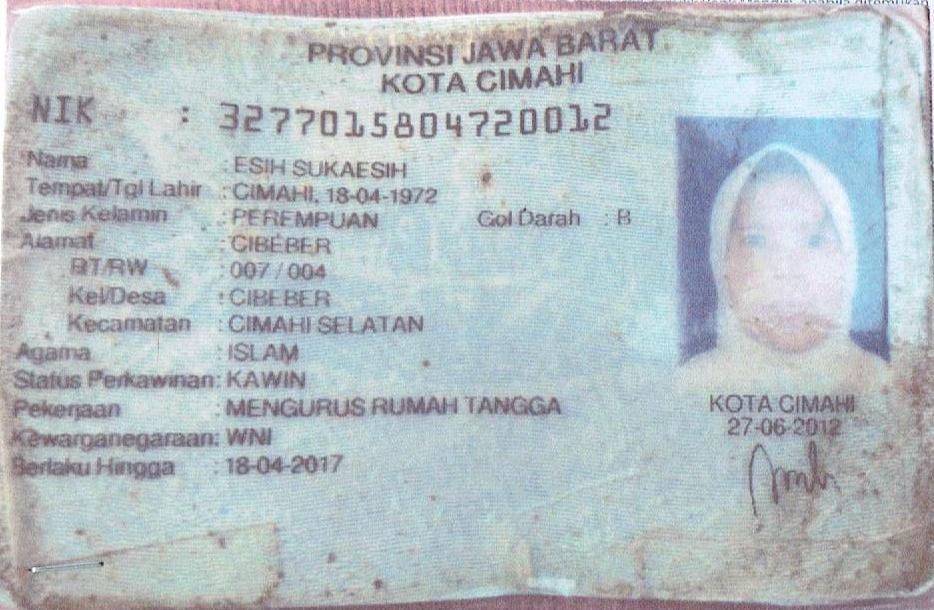 PROVINSI JAWA BARAT
KOTA CIMAHI
NIK : 3277015804720012
Nama : ESIH SUKAESIH
Tempat/Tgl Lahir : CIMAHI, 18-04-1972
Jenis Kelamin : PEREMPUAN Gol Darah : B
Alamat : CIBEBER
RT/RW : 007 / 004
Kel/Desa : CIBEBER
Kecamatan : CIMAHI SELATAN
Agama : ISLAM
Status Perkawinan: KAWIN
Pekerjaan : MENGURUS RUMAH TANGGA
Kewarganegaraan: WNI
Berlaku Hingga : 18-04-2017
KOTA CIMAHI
27-06-2012